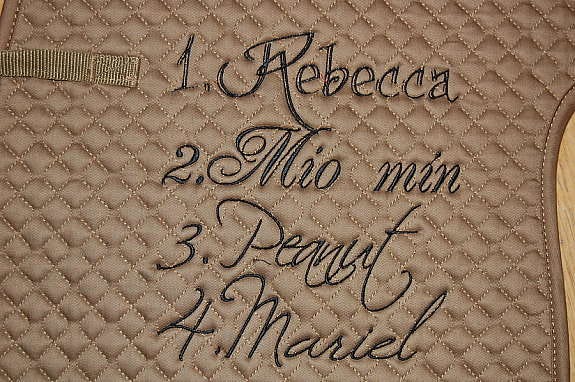 1. Rebecca
2. Mio min
3. Peanut
4. Mariel